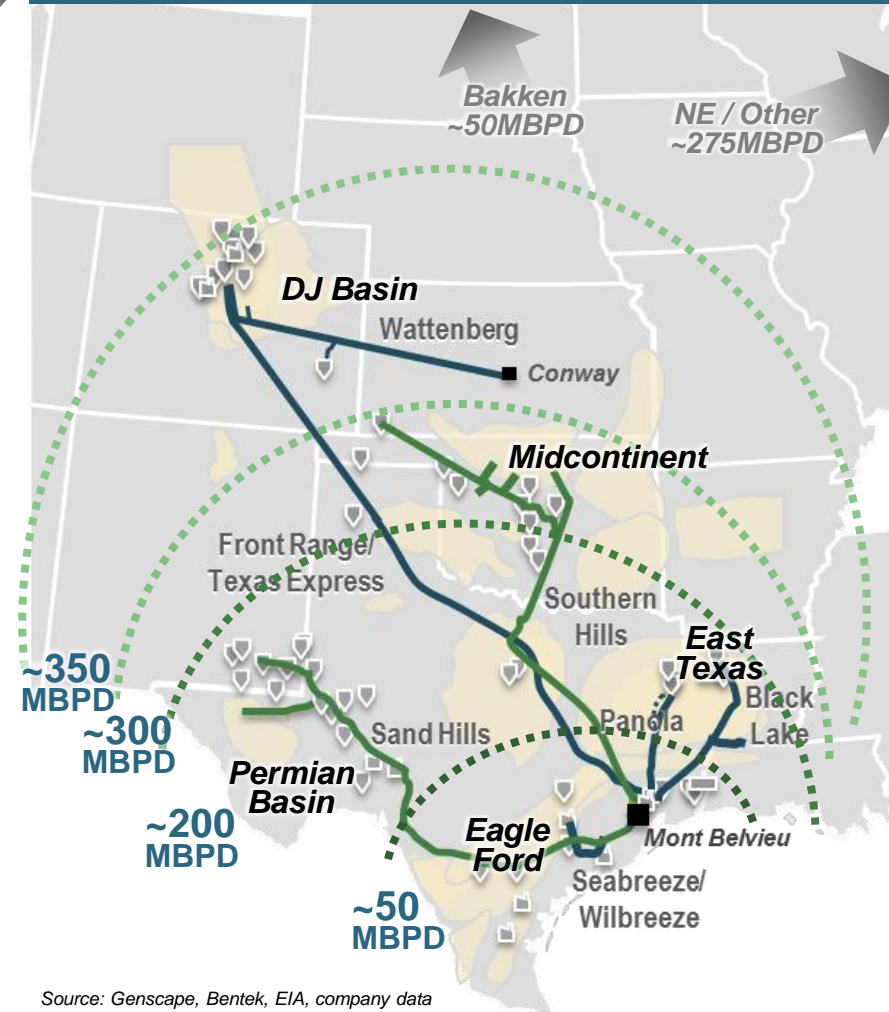 Bakken
~50MBPD
NE / Other
~275MBPD
DJ Basin
Wattenberg
Conway
Midcontinent
Front Range/
Texas Express
Southern
Hills
East
Texas
~350
MBPD
Black
Lake
Panola
~300
MBPD
Sand Hills
Permian
Basin
~200
MBPD
Eagle
Ford
Mont Belvieu
Seabreeze/
Wilbreeze
~50
MBPD
Source: Genscape, Bentek, EIA, company data